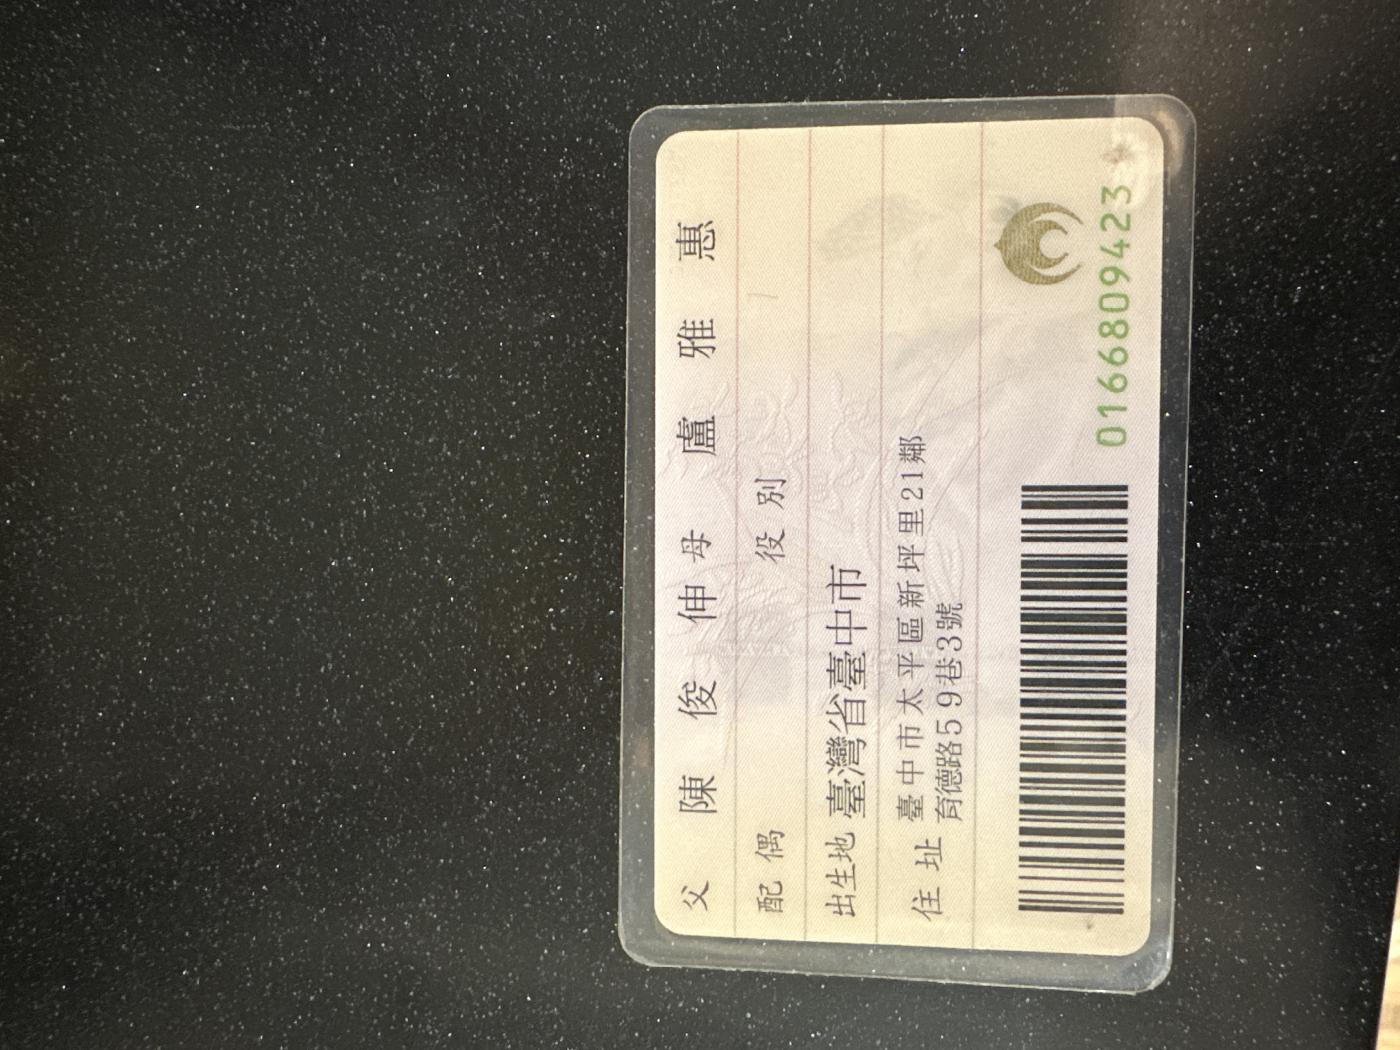 父 陳俊伸 母 盧雅惠
配偶 役別
出生地 臺灣省臺中市
住址 臺中市太平區新坪里21鄰
育德路59巷3號
0166809423